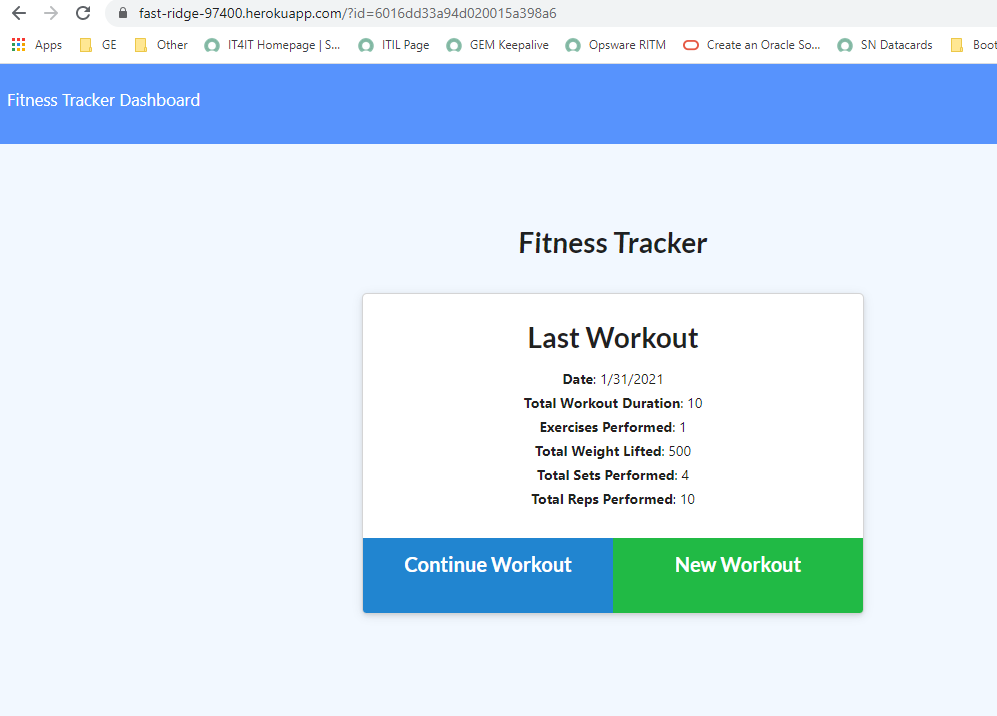 fast-ridge-97400.herokuapp.com/?id=6016dd33a94d020015a398a6
Apps GE Other IT4IT Homepage | S... ITIL Page GEM Keepalive Opsware RITM Create an Oracle So... SN Datacards Boot
Fitness Tracker Dashboard
Fitness Tracker
Last Workout
Date: 1/31/2021
Total Workout Duration: 10
Exercises Performed: 1
Total Weight Lifted: 500
Total Sets Performed: 4
Total Reps Performed: 10
Continue Workout New Workout